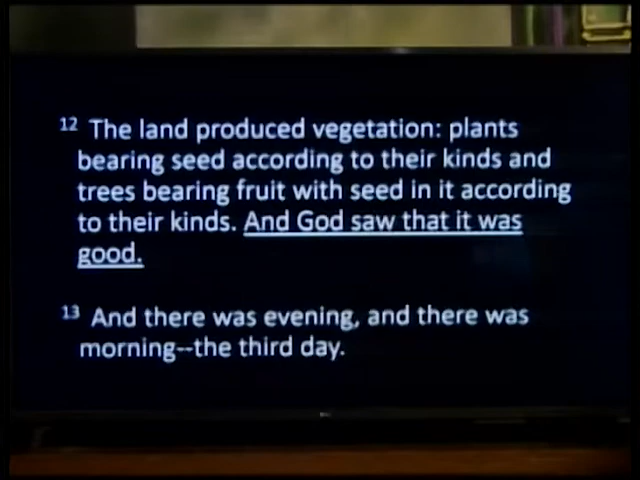 12 The land produced vegetation: plants
bearing seed according to their kinds and
trees bearing fruit with seed in it according
to their kinds. And God saw that it was
good.
13 And there was evening, and there was
morning--the third day.